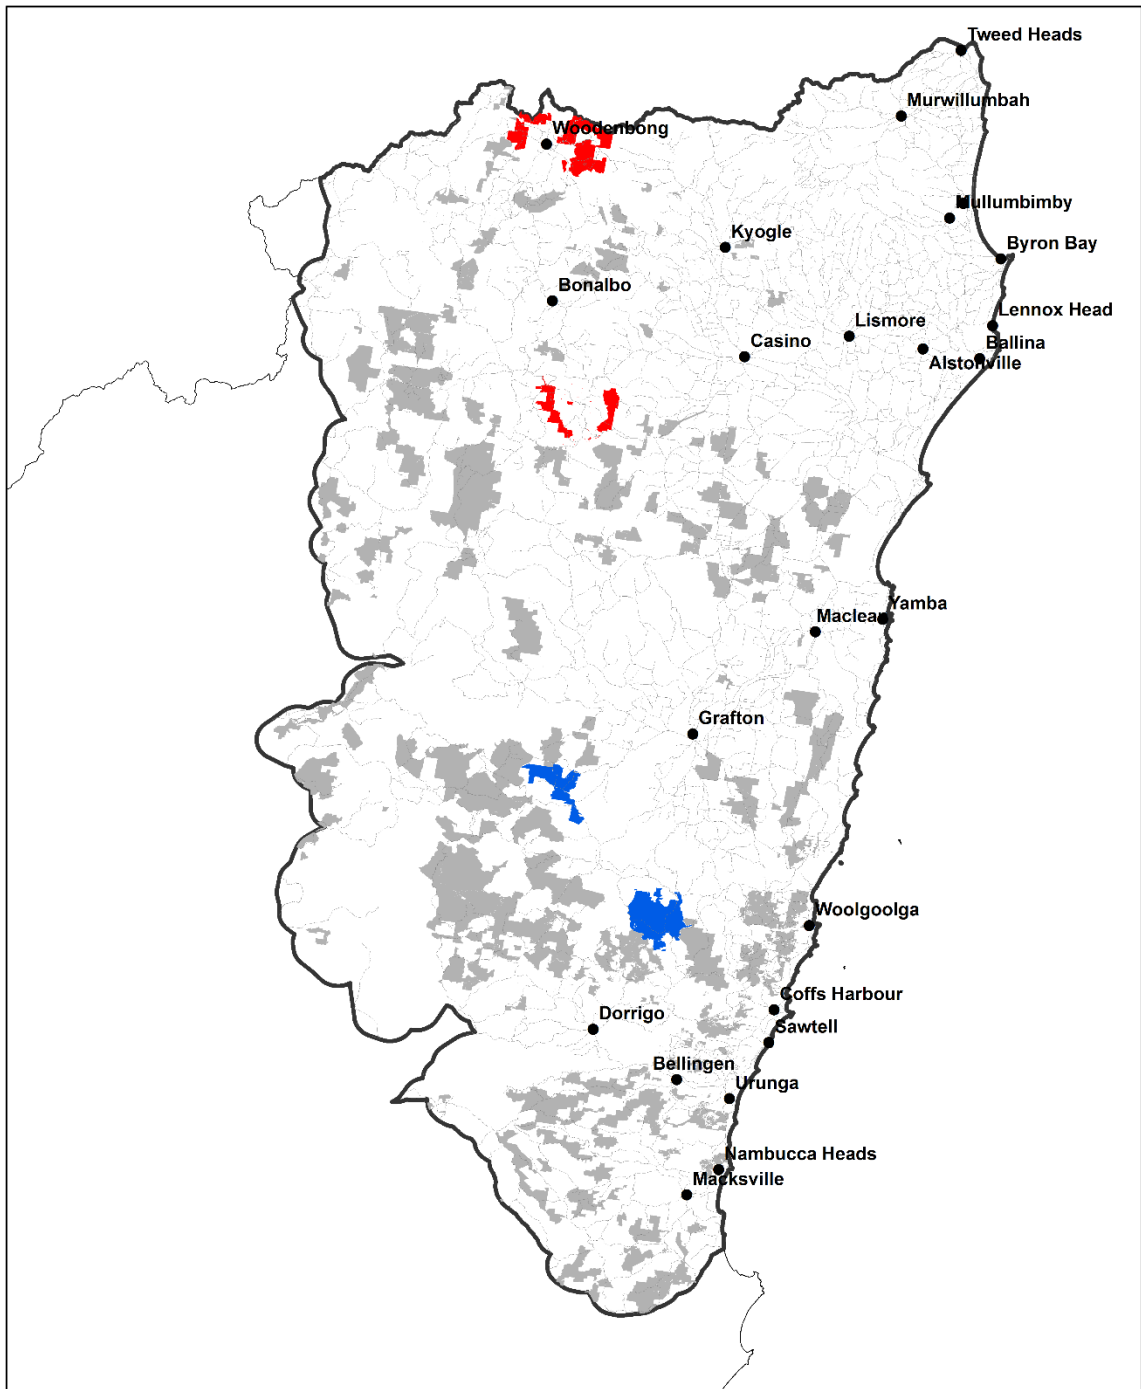 Tweed Heads
Murwillumbah
Woodenbong
Mullumbimby
Kyogle
Byron Bay
Bonalbo
Lennox Head
Lismore
Casino
Ballina
Alstonville
Yamba
Maclean
Grafton
Woolgoolga
Coffs Harbour
Dorrigo
Sawtell
Bellingen
Urunga
Nambucca Heads
Macksville